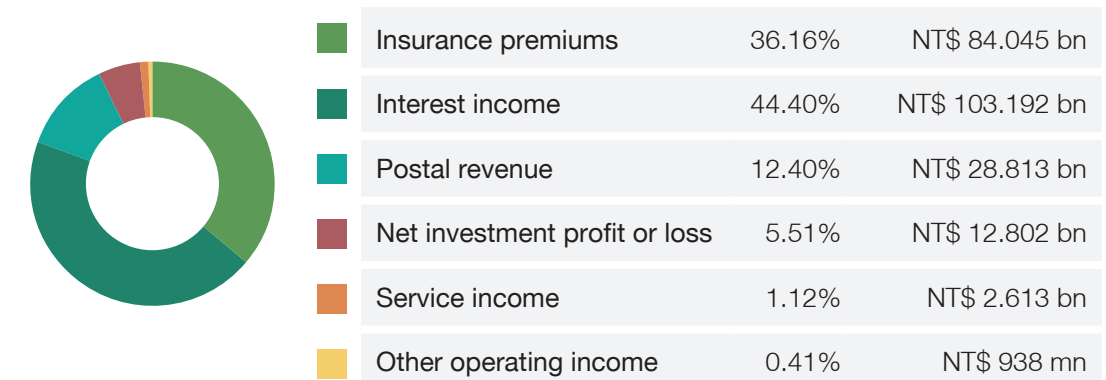 Insurance premiums 36.16% NT$ 84.045 bn
Interest income 44.40% NT$ 103.192 bn
Postal revenue 12.40% NT$ 28.813 bn
Net investment profit or loss 5.51% NT$ 12.802 bn
Service income 1.12% NT$ 2.613 bn
Other operating income 0.41% NT$ 938 mn